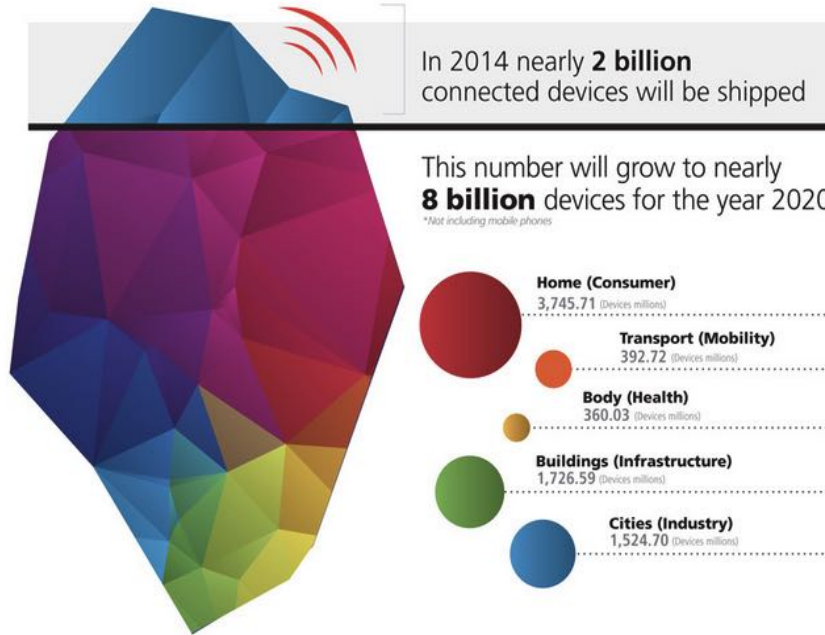 In 2014 nearly 2 billion
connected devices will be shipped
This number will grow to nearly
8 billion devices for the year 2020
*Not including mobile phones
Home (Consumer)
3,745.71 (Devices millions)
Transport (Mobility)
392.72 (Devices millions)
Body (Health)
360.03 (Devices millions)
Buildings (Infrastructure)
1,726.59 (Devices millions)
Cities (Industry)
1,524.70 (Devices millions)